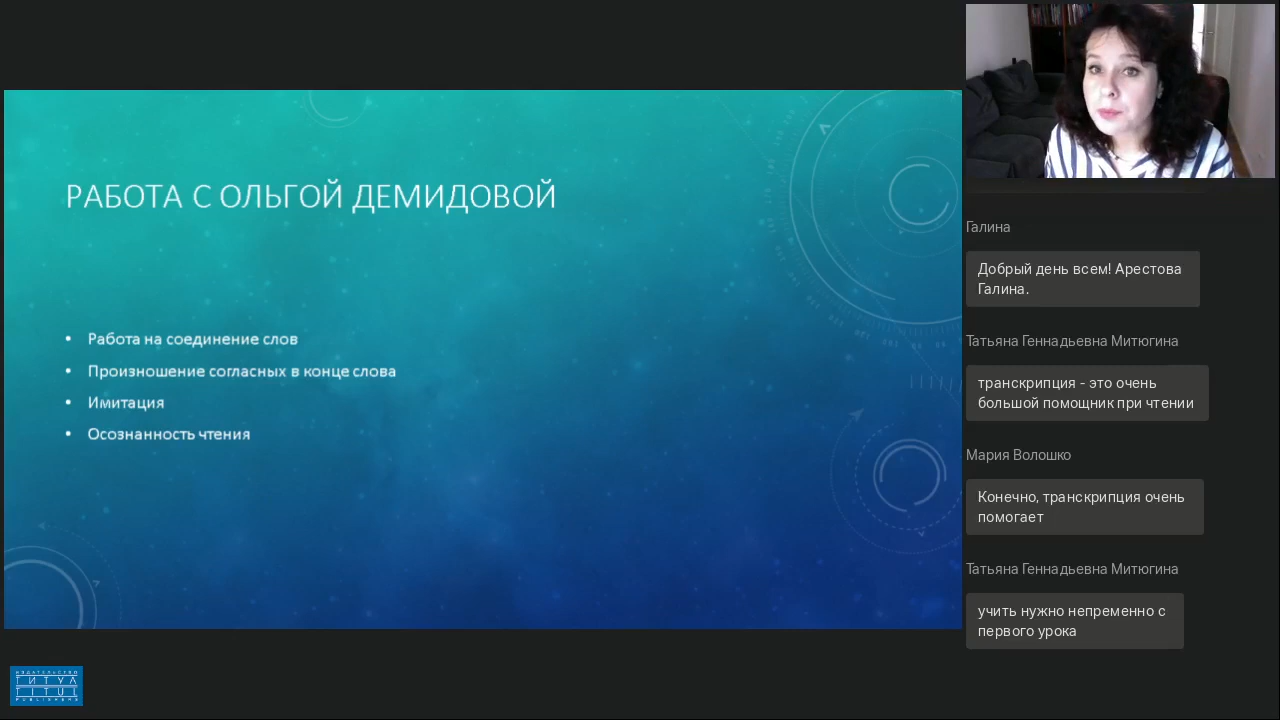 РАБОТА С ОЛЬГОЙ ДЕМИДОВОЙ
• Работа на соединение слов
• Произношение согласных в конце слова
• Имитация
• Осознанность чтения
Галина
Добрый день всем! Арестова
Галина.
Татьяна Геннадьевна Митюгина
транскрипция - это очень
большой помощник при чтении
Мария Волошко
Конечно, транскрипция очень
помогает
Татьяна Геннадьевна Митюгина
учить нужно непременно с
первого урока
ИЗДАТЕЛЬСТВО
ТИТУЛ
TITUL
PUBLISHERS